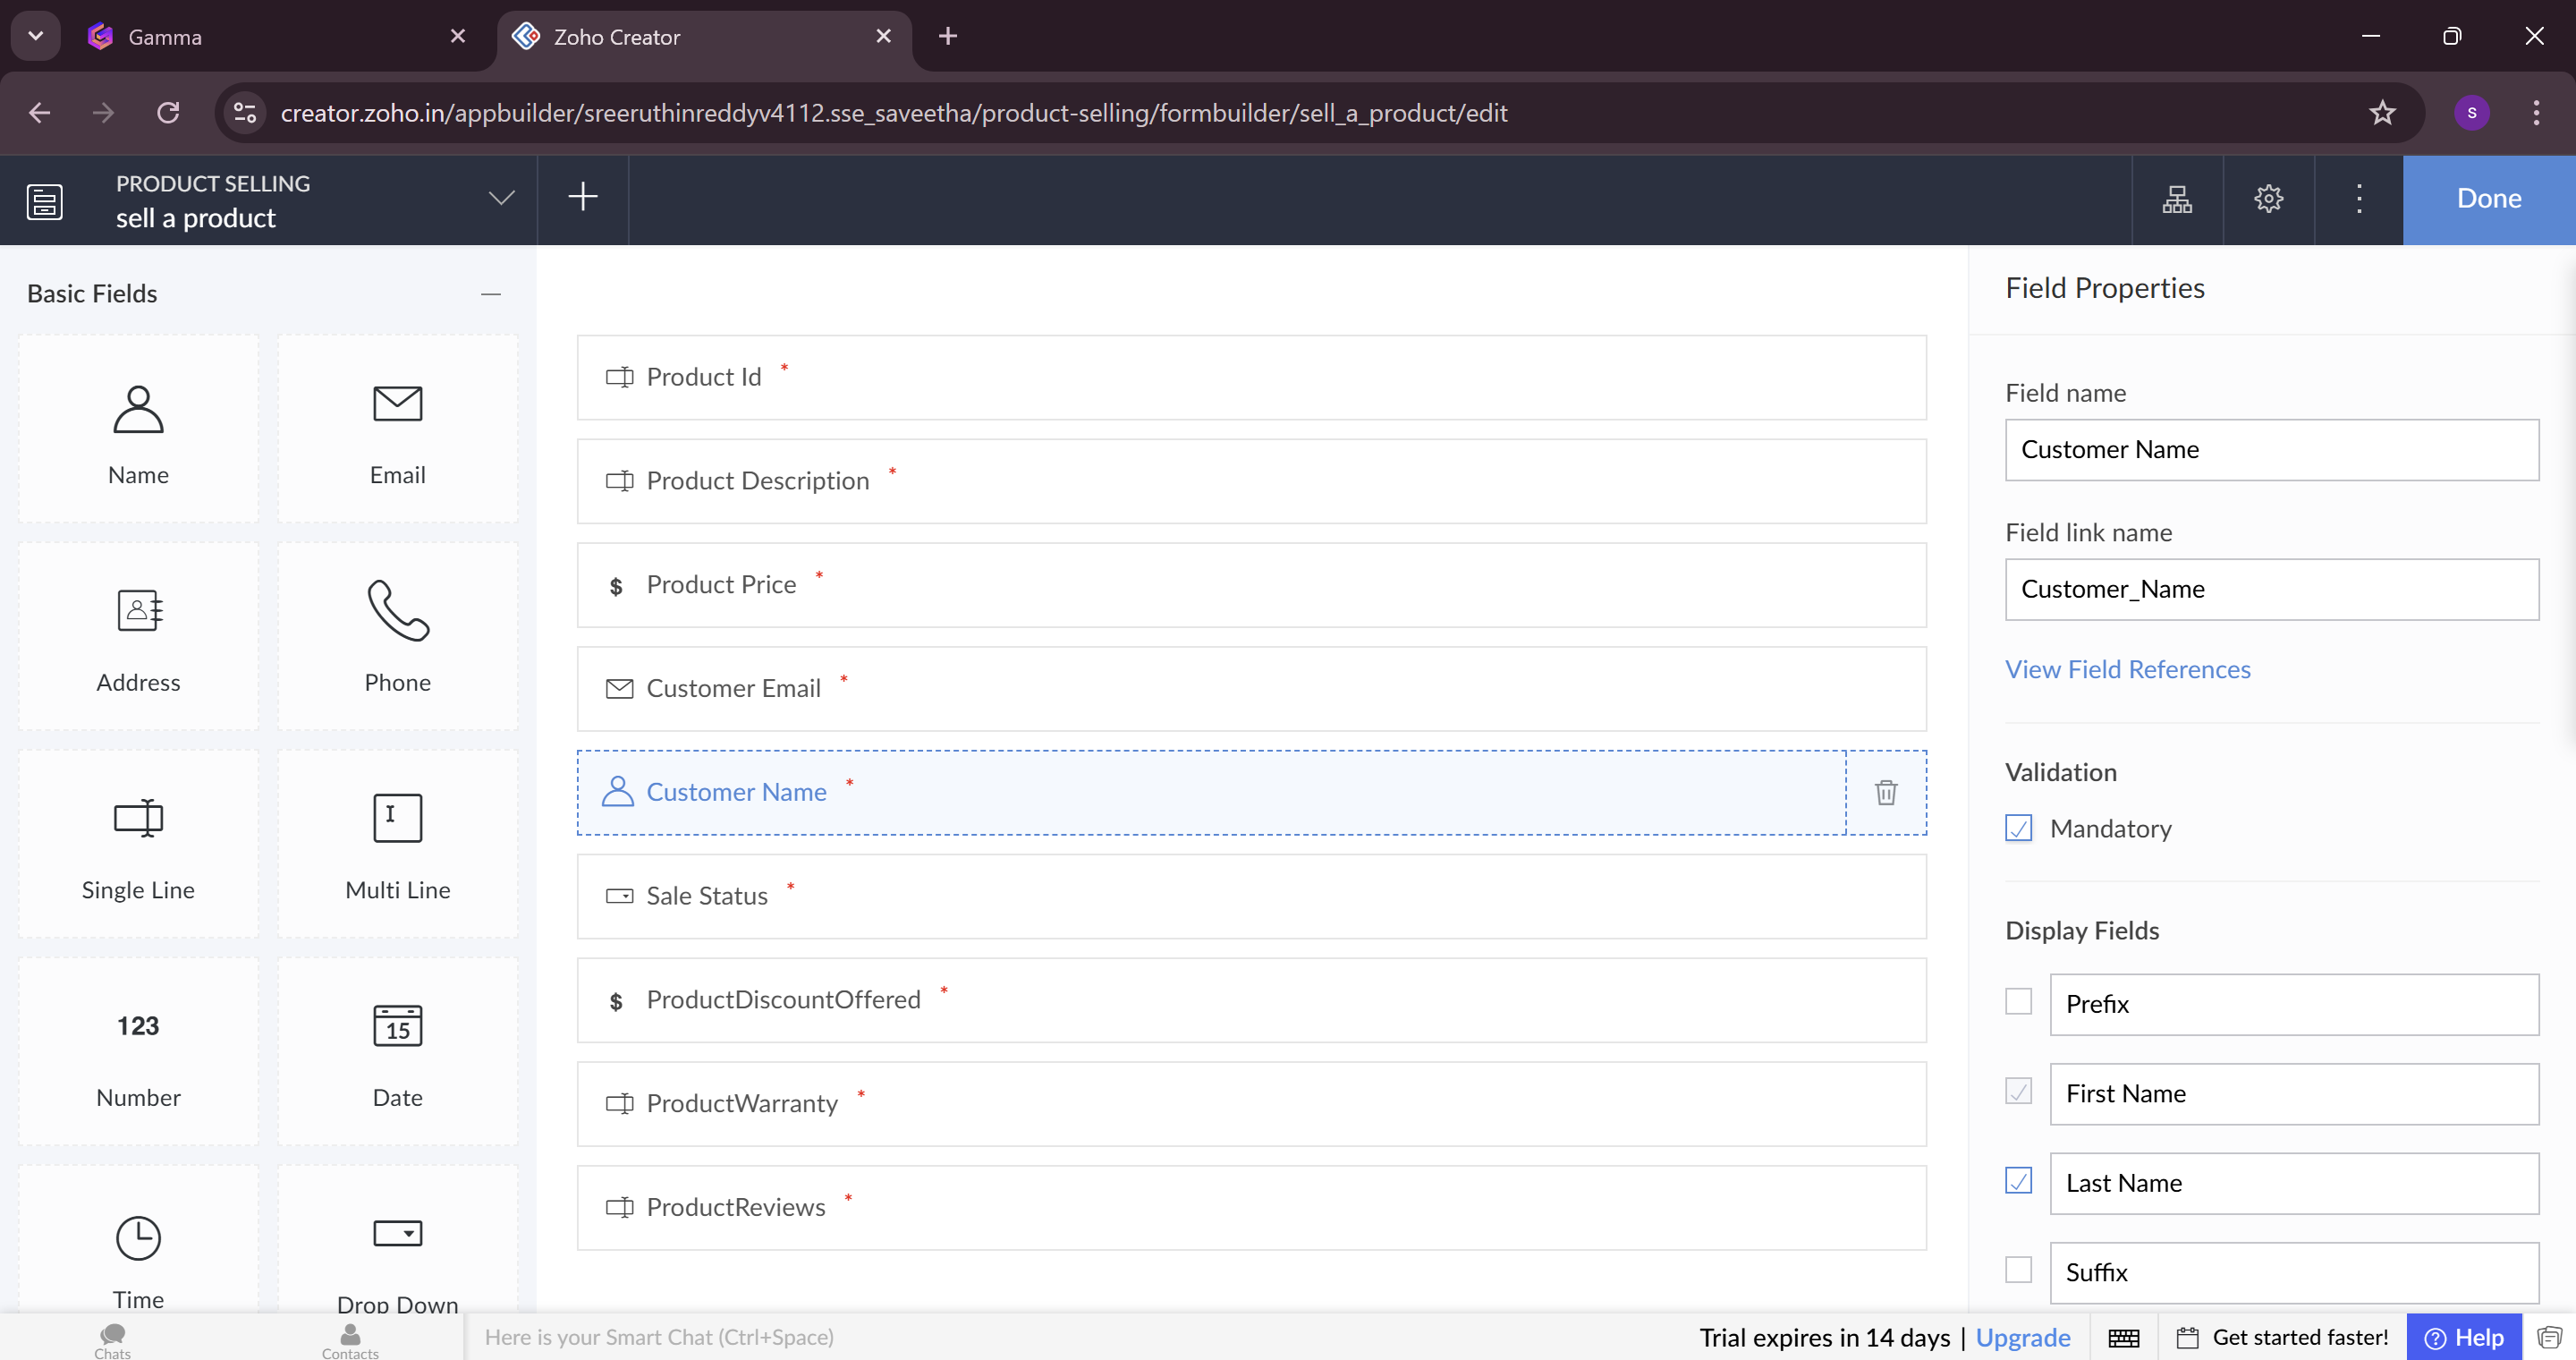 Gamma
Zoho Creator
creator.zoho.in/appbuilder/sreeruthinreddyv4112.sse_saveetha/product-selling/formbuilder/sell_a_product/edit
S
PRODUCT SELLING
sell a product
Done
Basic Fields
Name
Email
Address
Phone
Single Line
Multi Line
123
Number
15
Date
Time
Drop Down
Product Id *
Product Description *
$ Product Price *
Customer Email *
Customer Name *
Sale Status *
$ ProductDiscountOffered *
ProductWarranty *
ProductReviews *
Field Properties
Field name
Customer Name
Field link name
Customer_Name
View Field References
Validation
Mandatory
Display Fields
Prefix
First Name
Last Name
Suffix
Chats
Contacts
Here is your Smart Chat (Ctrl+Space)
Trial expires in 14 days | Upgrade
Get started faster!
? Help